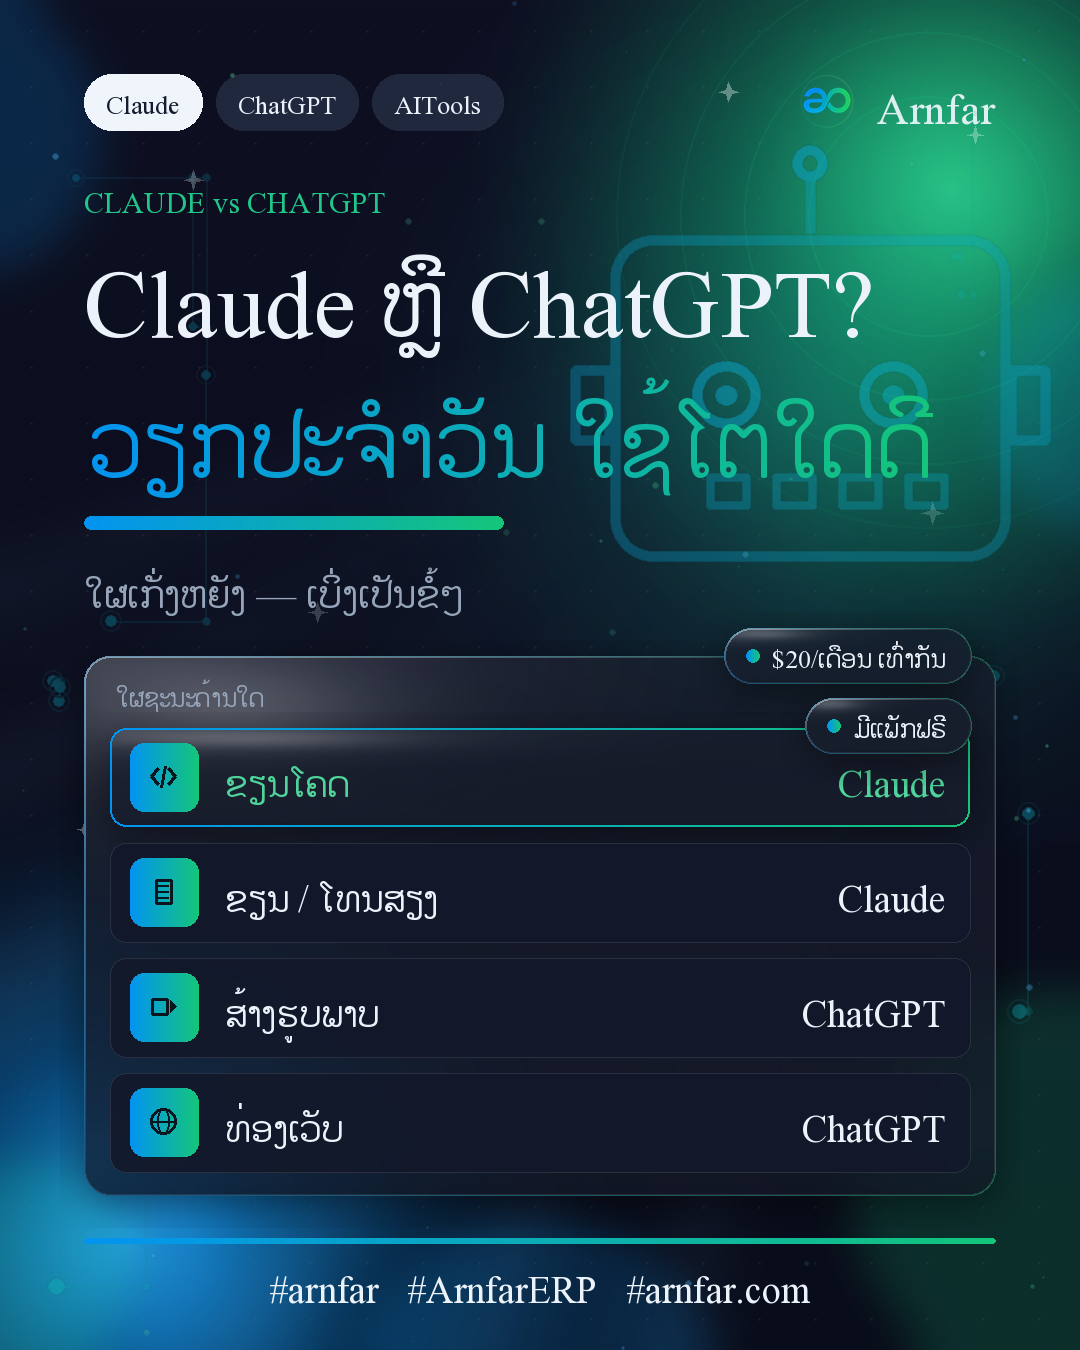 Claude ChatGPT AITools
Arnfar
CLAUDE vs CHATGPT
Claude ຫຼື ChatGPT?
ວຽກປະຈຳວັນ ໃຊ້ໂຕໃດດີ
ໃຜເກັ່ງຫຍັງ — ເບິ່ງເປັນຂໍ້ໆ
$20/ເດືອນ ເທົ່າກັນ
ໃຜຊະນະດ້ານໃດ
ມີແພັກຟຣີ
ຂຽນໂຄດ Claude
ຂຽນ / ໂທນສຽງ Claude
ສ້າງຮູບພາບ ChatGPT
ທ່ອງເວັບ ChatGPT
#arnfar #ArnfarERP #arnfar.com